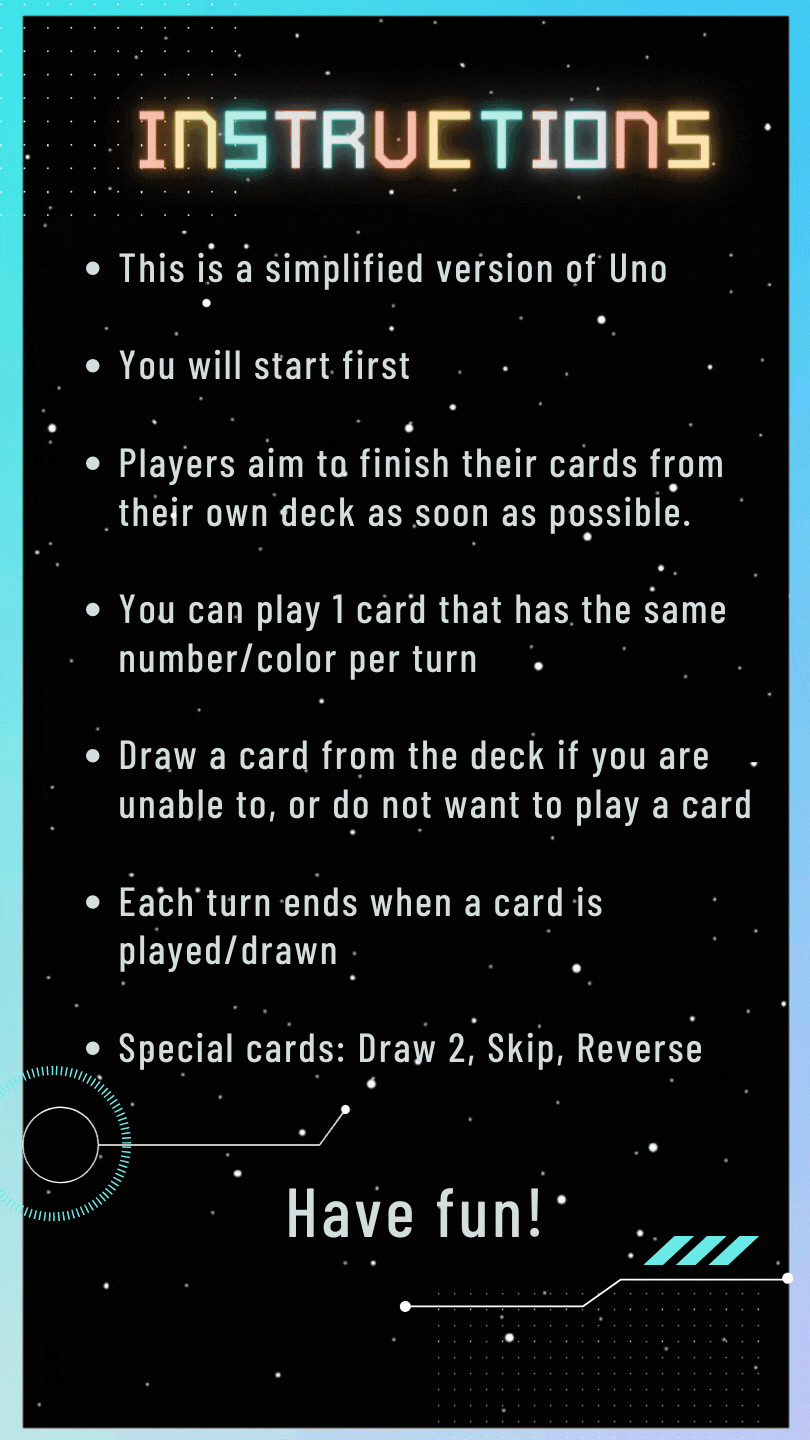 INSTRUCTIONS
• This is a simplified version of Uno
• You will start first
• Players aim to finish their cards from
their own deck as soon as possible.
• You can play 1 card that has the same
number/color per turn
• Draw a card from the deck if you are
unable to, or do not want to play a card
• Each turn ends when a card is
played/drawn
• Special cards: Draw 2, Skip, Reverse
Have fun!